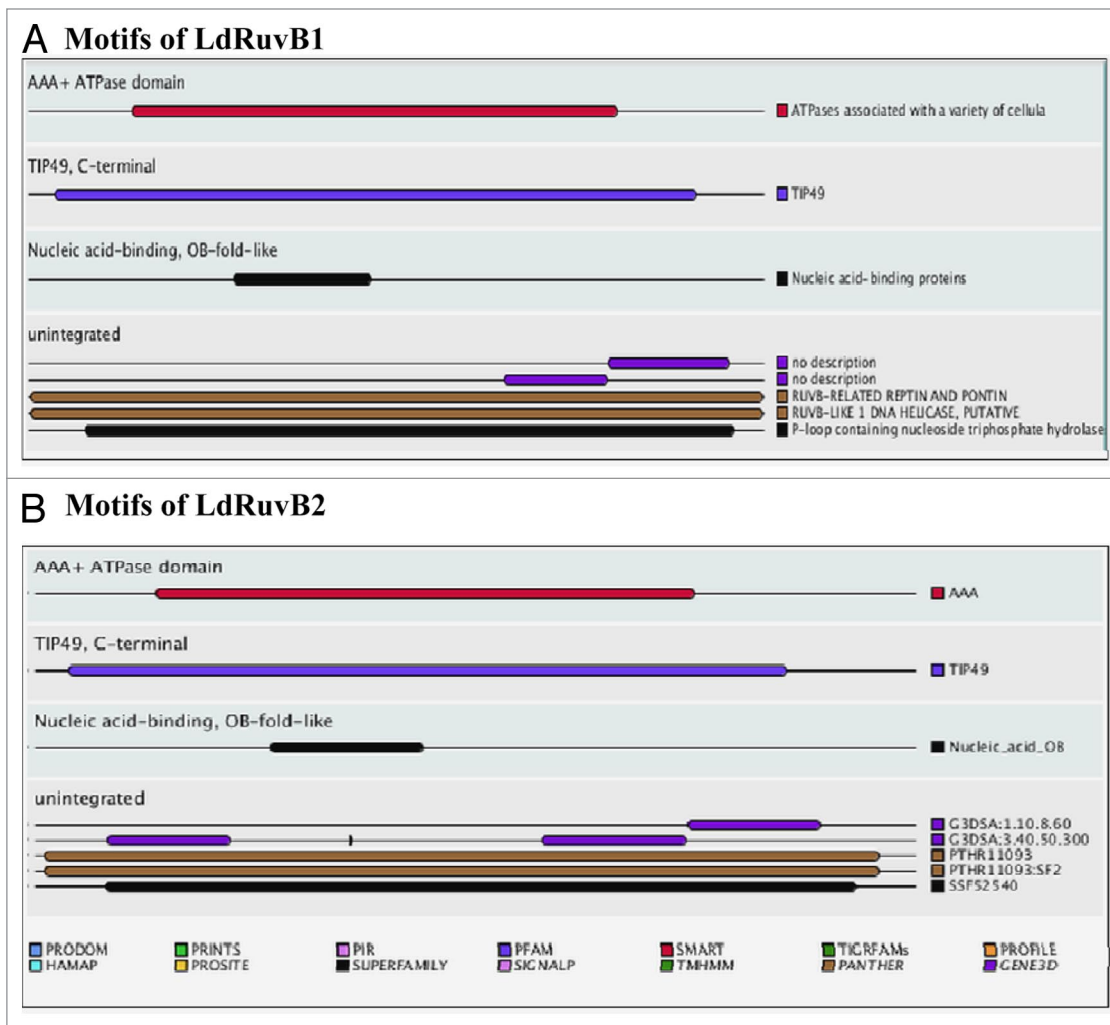 A Motifs of LdRuvB1
AAA+ ATPase domain
ATPases associated with a variety of cellula
TIP49, C-terminal
TIP49
Nucleic acid-binding, OB-fold-like
Nucleic acid-binding proteins
unintegrated
no description
no description
RUVB-RELATED REPTIN AND PONTIN
RUVB-LIKE 1 DNA HELICASE, PUTATIVE
P-loop containing nucleoside triphosphate hydrolase
B Motifs of LdRuvB2
AAA+ ATPase domain
AAA
TIP49, C-terminal
TIP49
Nucleic acid-binding, OB-fold-like
Nucleic_acid_OB
unintegrated
G3DSA:1.10.8.60
G3DSA:3.40.50.300
PTHR11093
PTHR11093:SF2
SSF52540
PRODOM PRINTS PIR PFAM SMART TIGRFAMs PROFILE
HAMAP PROSITE SUPERFAMILY SIGNALP TMHMM PANTHER GENE3D